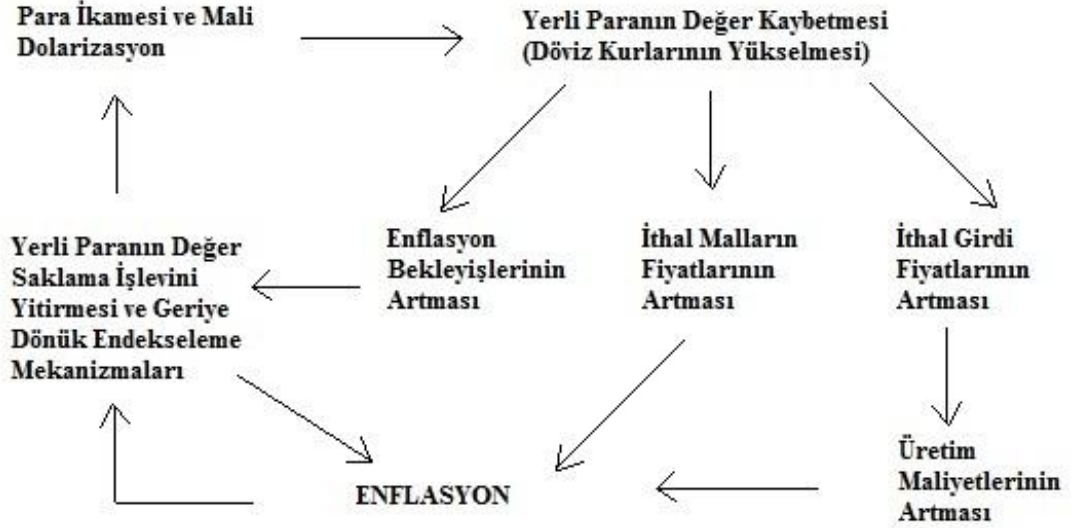 Para İkamesi ve Mali
Dolarizasyon
Yerli Paranın Değer Kaybetmesi
(Döviz Kurlarının Yükselmesi)
Yerli Paranın Değer
Saklama İşlevini
Yitirmesi ve Geriye
Dönük Endekseleme
Mekanizmaları
Enflasyon
Bekleyişlerinin
Artması
İthal Malların
Fiyatlarının
Artması
İthal Girdi
Fiyatlarının
Artması
ENFLASYON
Üretim
Maliyetlerinin
Artması